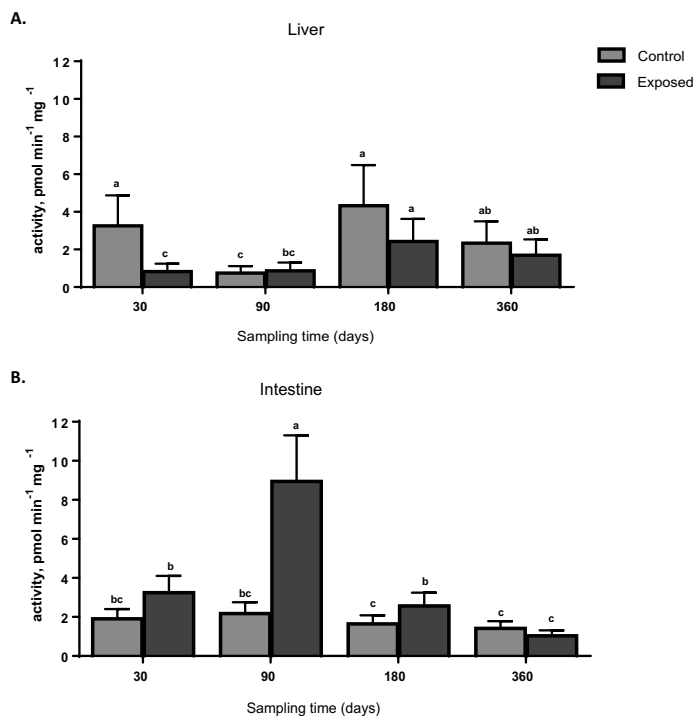 A.
Liver
Control
Exposed
activity, pmol min⁻¹ mg ⁻¹
12
10
8
6
4
2
0
a
c
c
bc
a
a
ab
ab
30
90
180
360
Sampling time (days)
B.
Intestine
activity, pmol min⁻¹ mg ⁻¹
12
10
8
6
4
2
0
bc
b
bc
a
c
b
c
c
30
90
180
360
Sampling time (days)